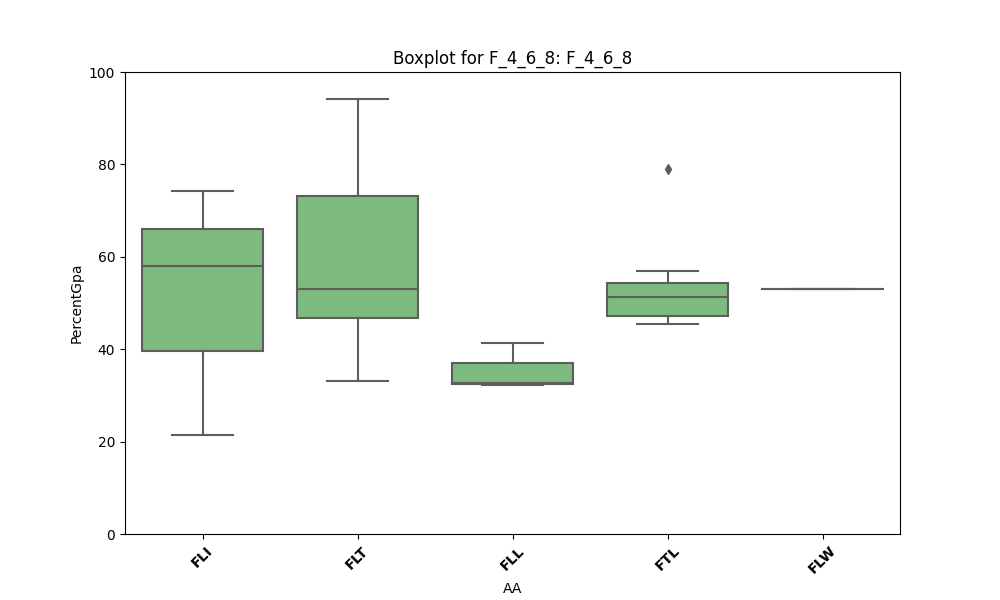 Boxplot for F_4_6_8: F_4_6_8
100
80
60
40
20
0
PercentGpa
FLI
FLT
FLL
FTL
FLW
AA